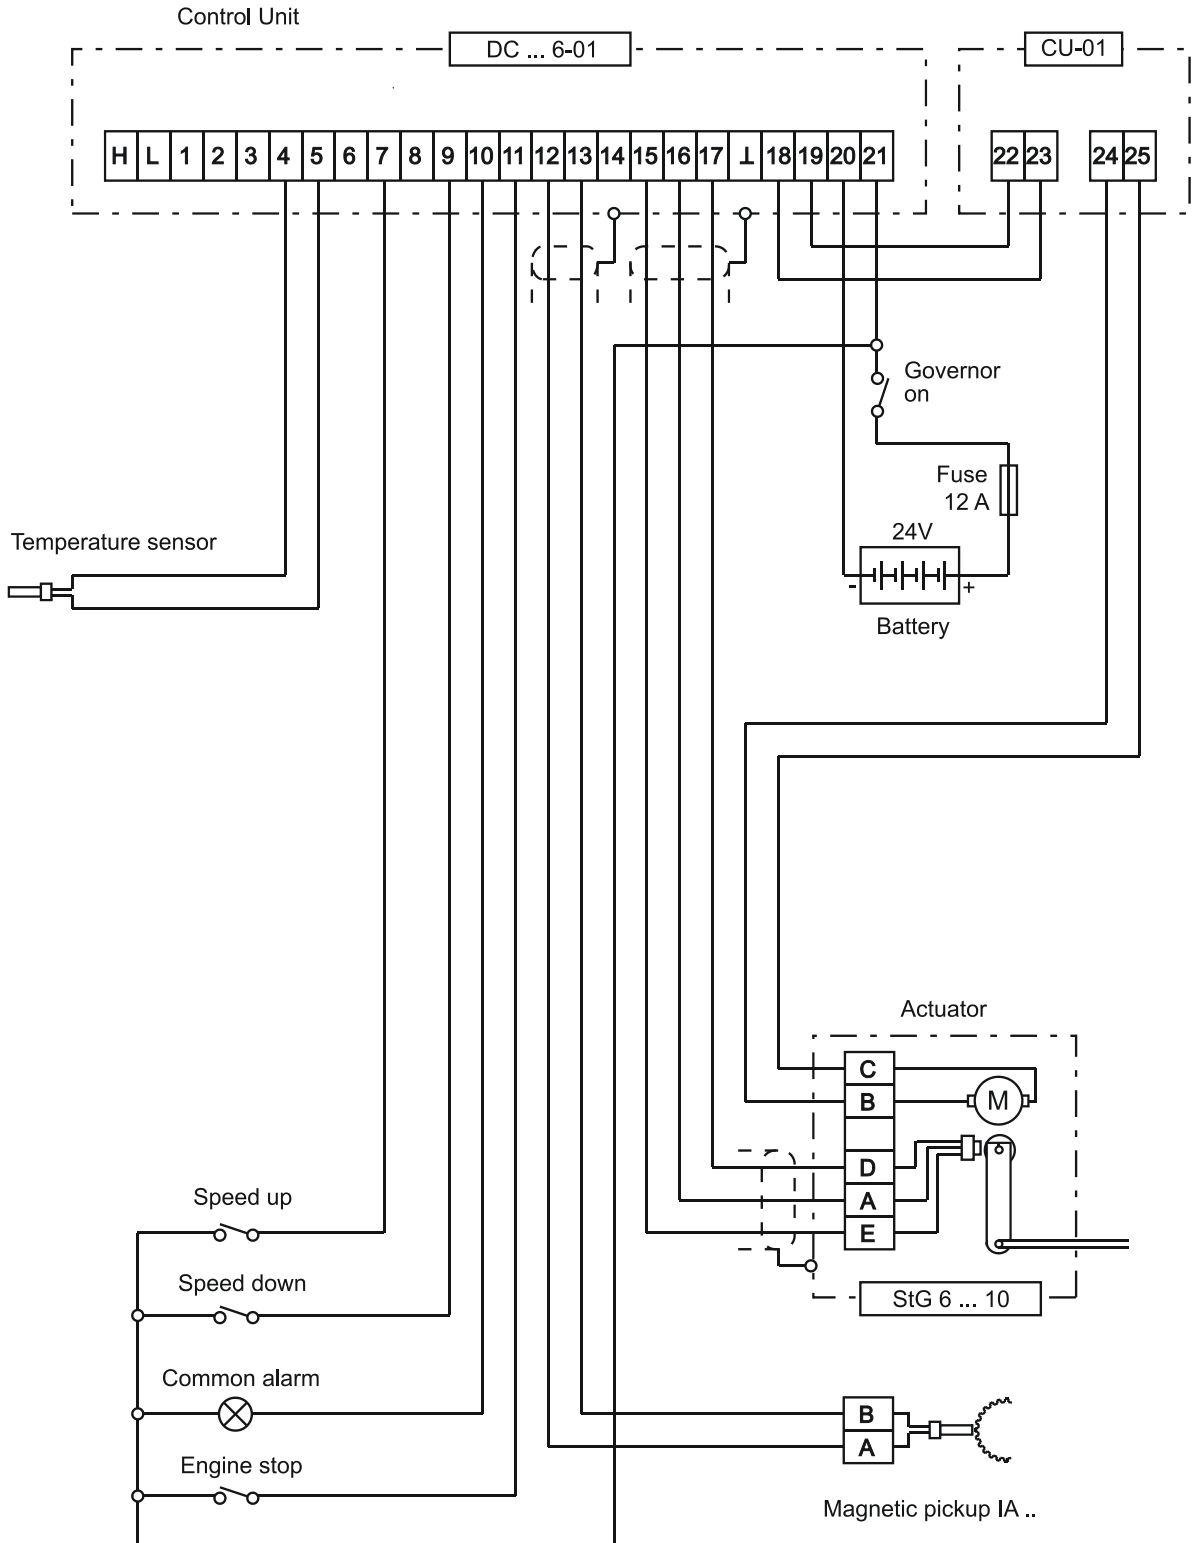 Control Unit
DC ... 6-01
CU-01
H L 1 2 3 4 5 6 7 8 9 10 11 12 13 14 15 16 17 ⊥ 18 19 20 21
22 23 24 25
Governor
on
Fuse
12 A
24V
- +
Battery
Temperature sensor
Actuator
C
B
M
D
A
E
StG 6 ... 10
Speed up
Speed down
Common alarm
Engine stop
B
A
Magnetic pickup IA ..